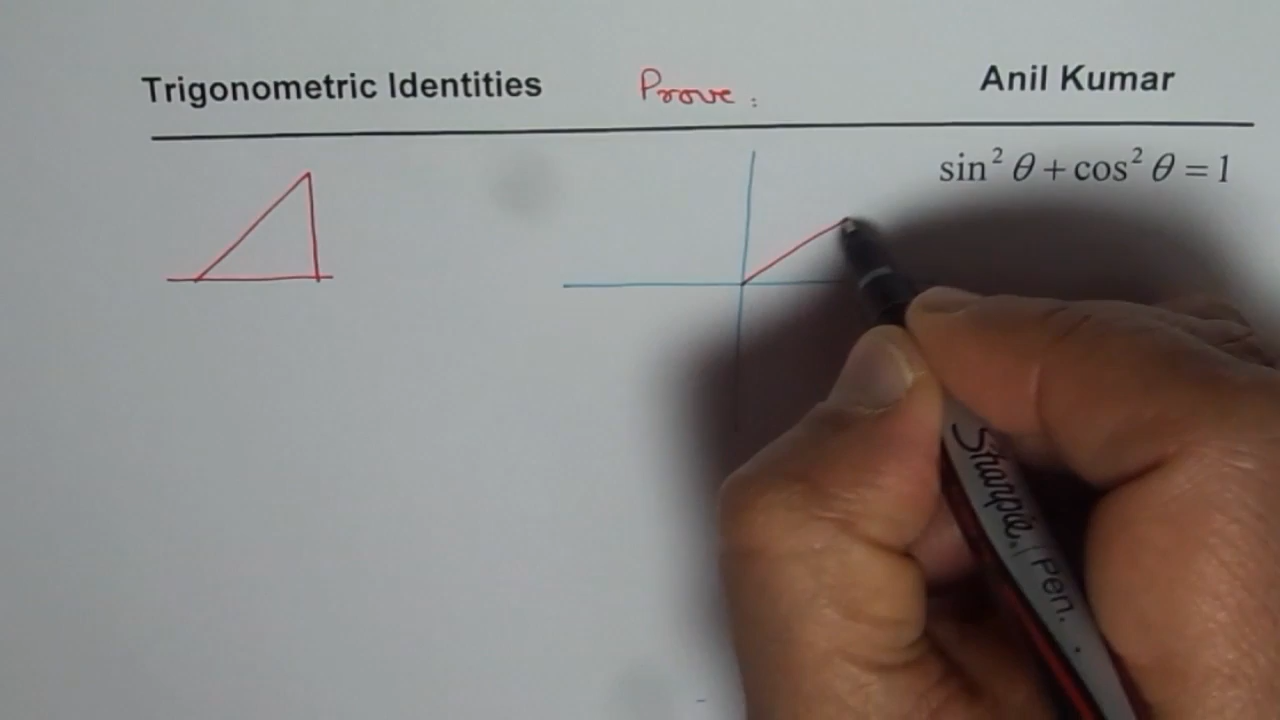 Trigonometric Identities Prove: Anil Kumar
sin² θ + cos² θ = 1
Sharpie. | Pen.